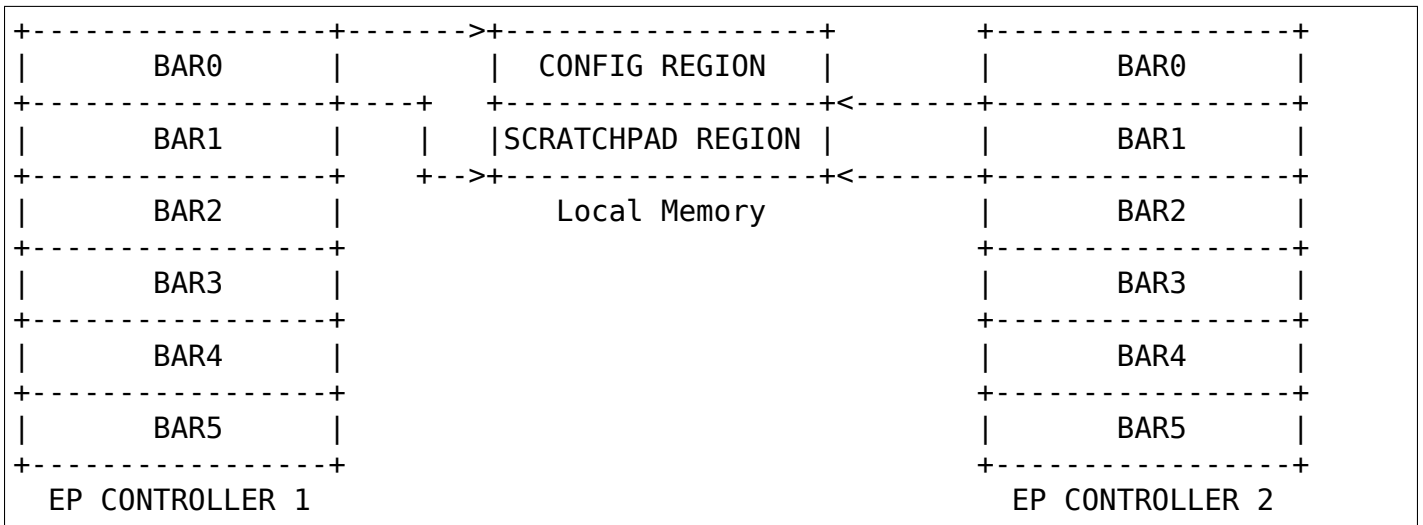 +-----------------+------->+------------------+        +-----------------+
|       BAR0      |        |  CONFIG REGION   |        |       BAR0      |
+-----------------+----+   +------------------+<-------+-----------------+
|       BAR1      |    |   |SCRATCHPAD REGION |        |       BAR1      |
+-----------------+    +-->+------------------+<-------+-----------------+
|       BAR2      |            Local Memory            |       BAR2      |
+-----------------+                                    +-----------------+
|       BAR3      |                                    |       BAR3      |
+-----------------+                                    +-----------------+
|       BAR4      |                                    |       BAR4      |
+-----------------+                                    +-----------------+
|       BAR5      |                                    |       BAR5      |
+-----------------+                                    +-----------------+
  EP CONTROLLER 1                                        EP CONTROLLER 2